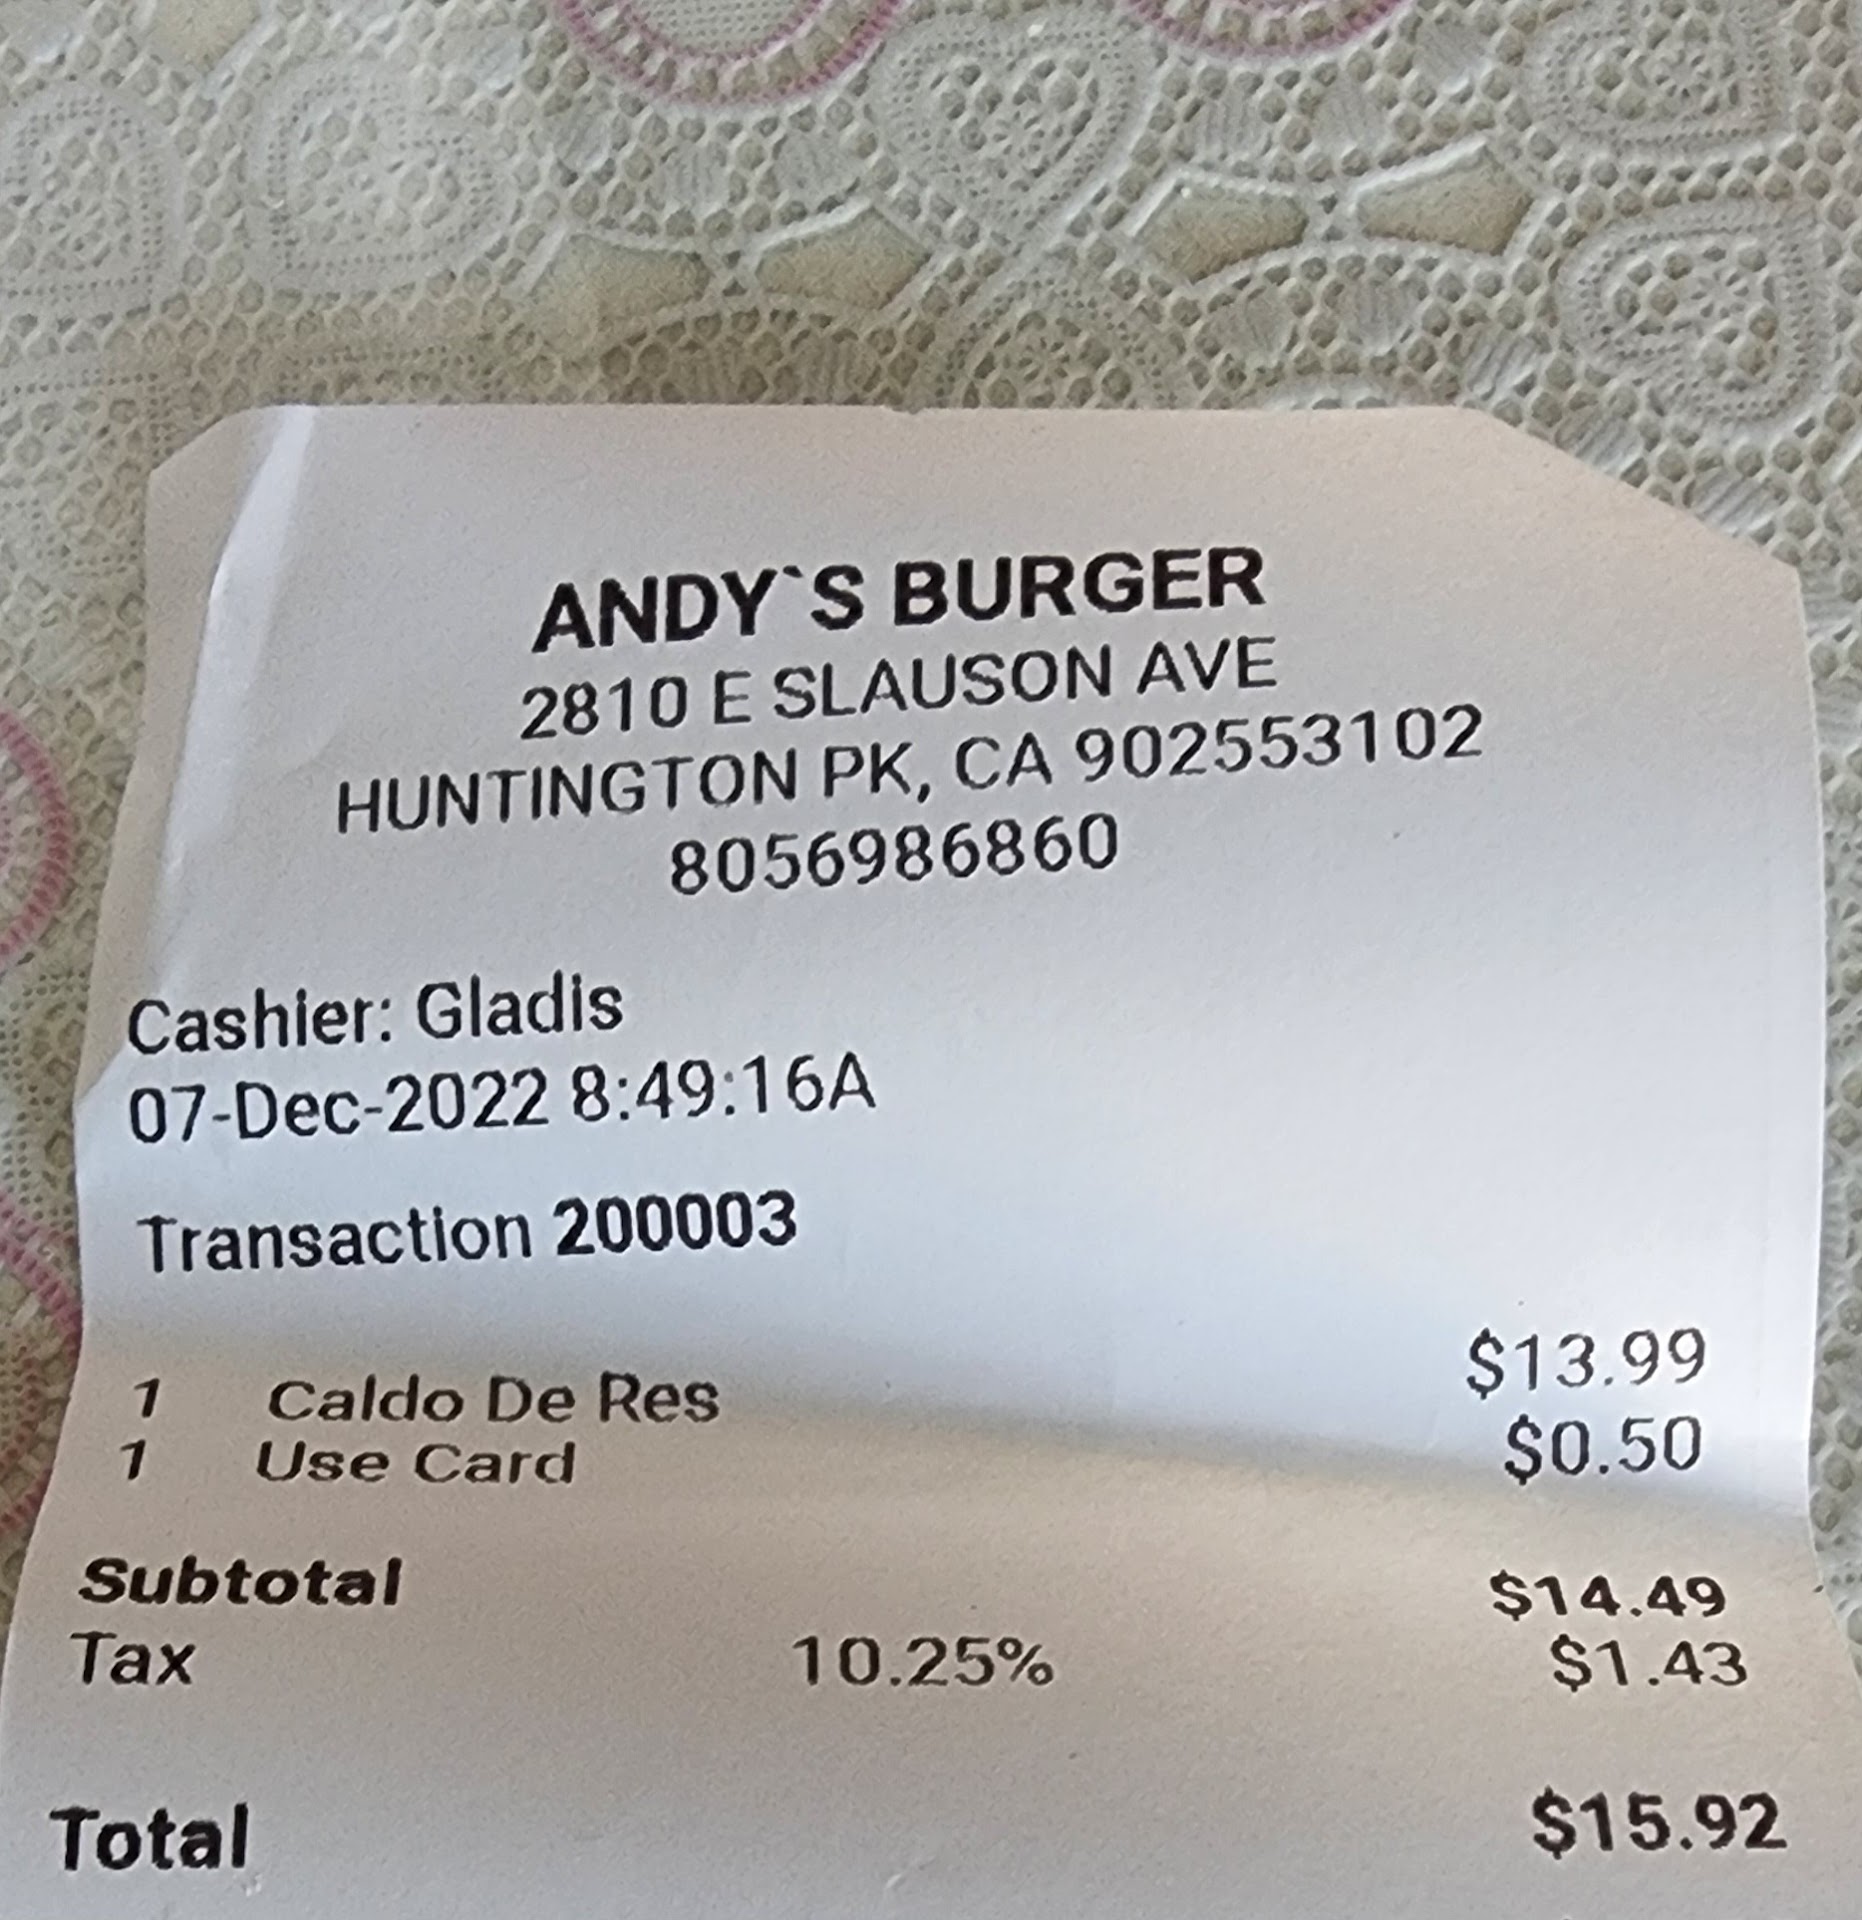 ANDY`S BURGER
2810 E SLAUSON AVE
HUNTINGTON PK, CA 902553102
8056986860
Cashier: Gladis
07-Dec-2022 8:49:16A
Transaction 200003
1 Caldo De Res $13.99
1 Use Card $0.50
Subtotal $14.49
Tax 10.25% $1.43
Total $15.92